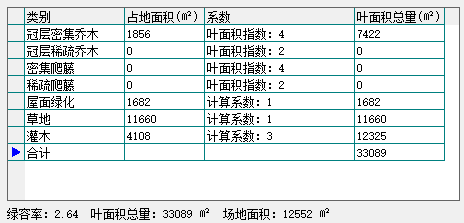 类别 占地面积(㎡) 系数 叶面积总量(㎡)
冠层密集乔木 1856 叶面积指数: 4 7422
冠层稀疏乔木 0 叶面积指数: 2 0
密集爬藤 0 叶面积指数: 4 0
稀疏爬藤 0 叶面积指数: 2 0
屋面绿化 1682 计算系数: 1 1682
草地 11660 计算系数: 1 11660
灌木 4108 计算系数: 3 12325
合计 33089
绿容率: 2.64 叶面积总量: 33089 ㎡ 场地面积: 12552 ㎡